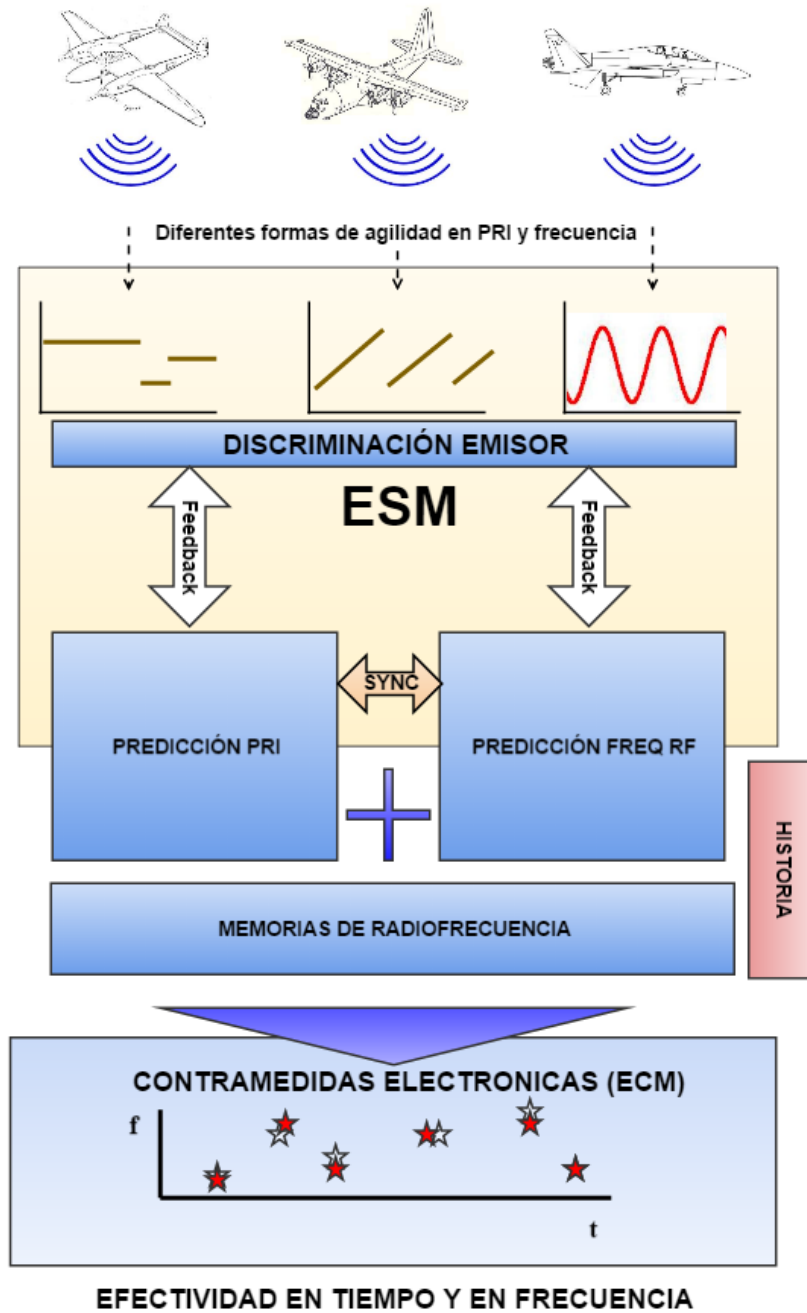 Diferentes formas de agilidad en PRI y frecuencia
DISCRIMINACIÓN EMISOR
ESM
Feedback
Feedback
SYNC
PREDICCIÓN PRI
PREDICCIÓN FREQ RF
HISTORIA
MEMORIAS DE RADIOFRECUENCIA
CONTRAMEDIDAS ELECTRONICAS (ECM)
f
t
EFECTIVIDAD EN TIEMPO Y EN FRECUENCIA